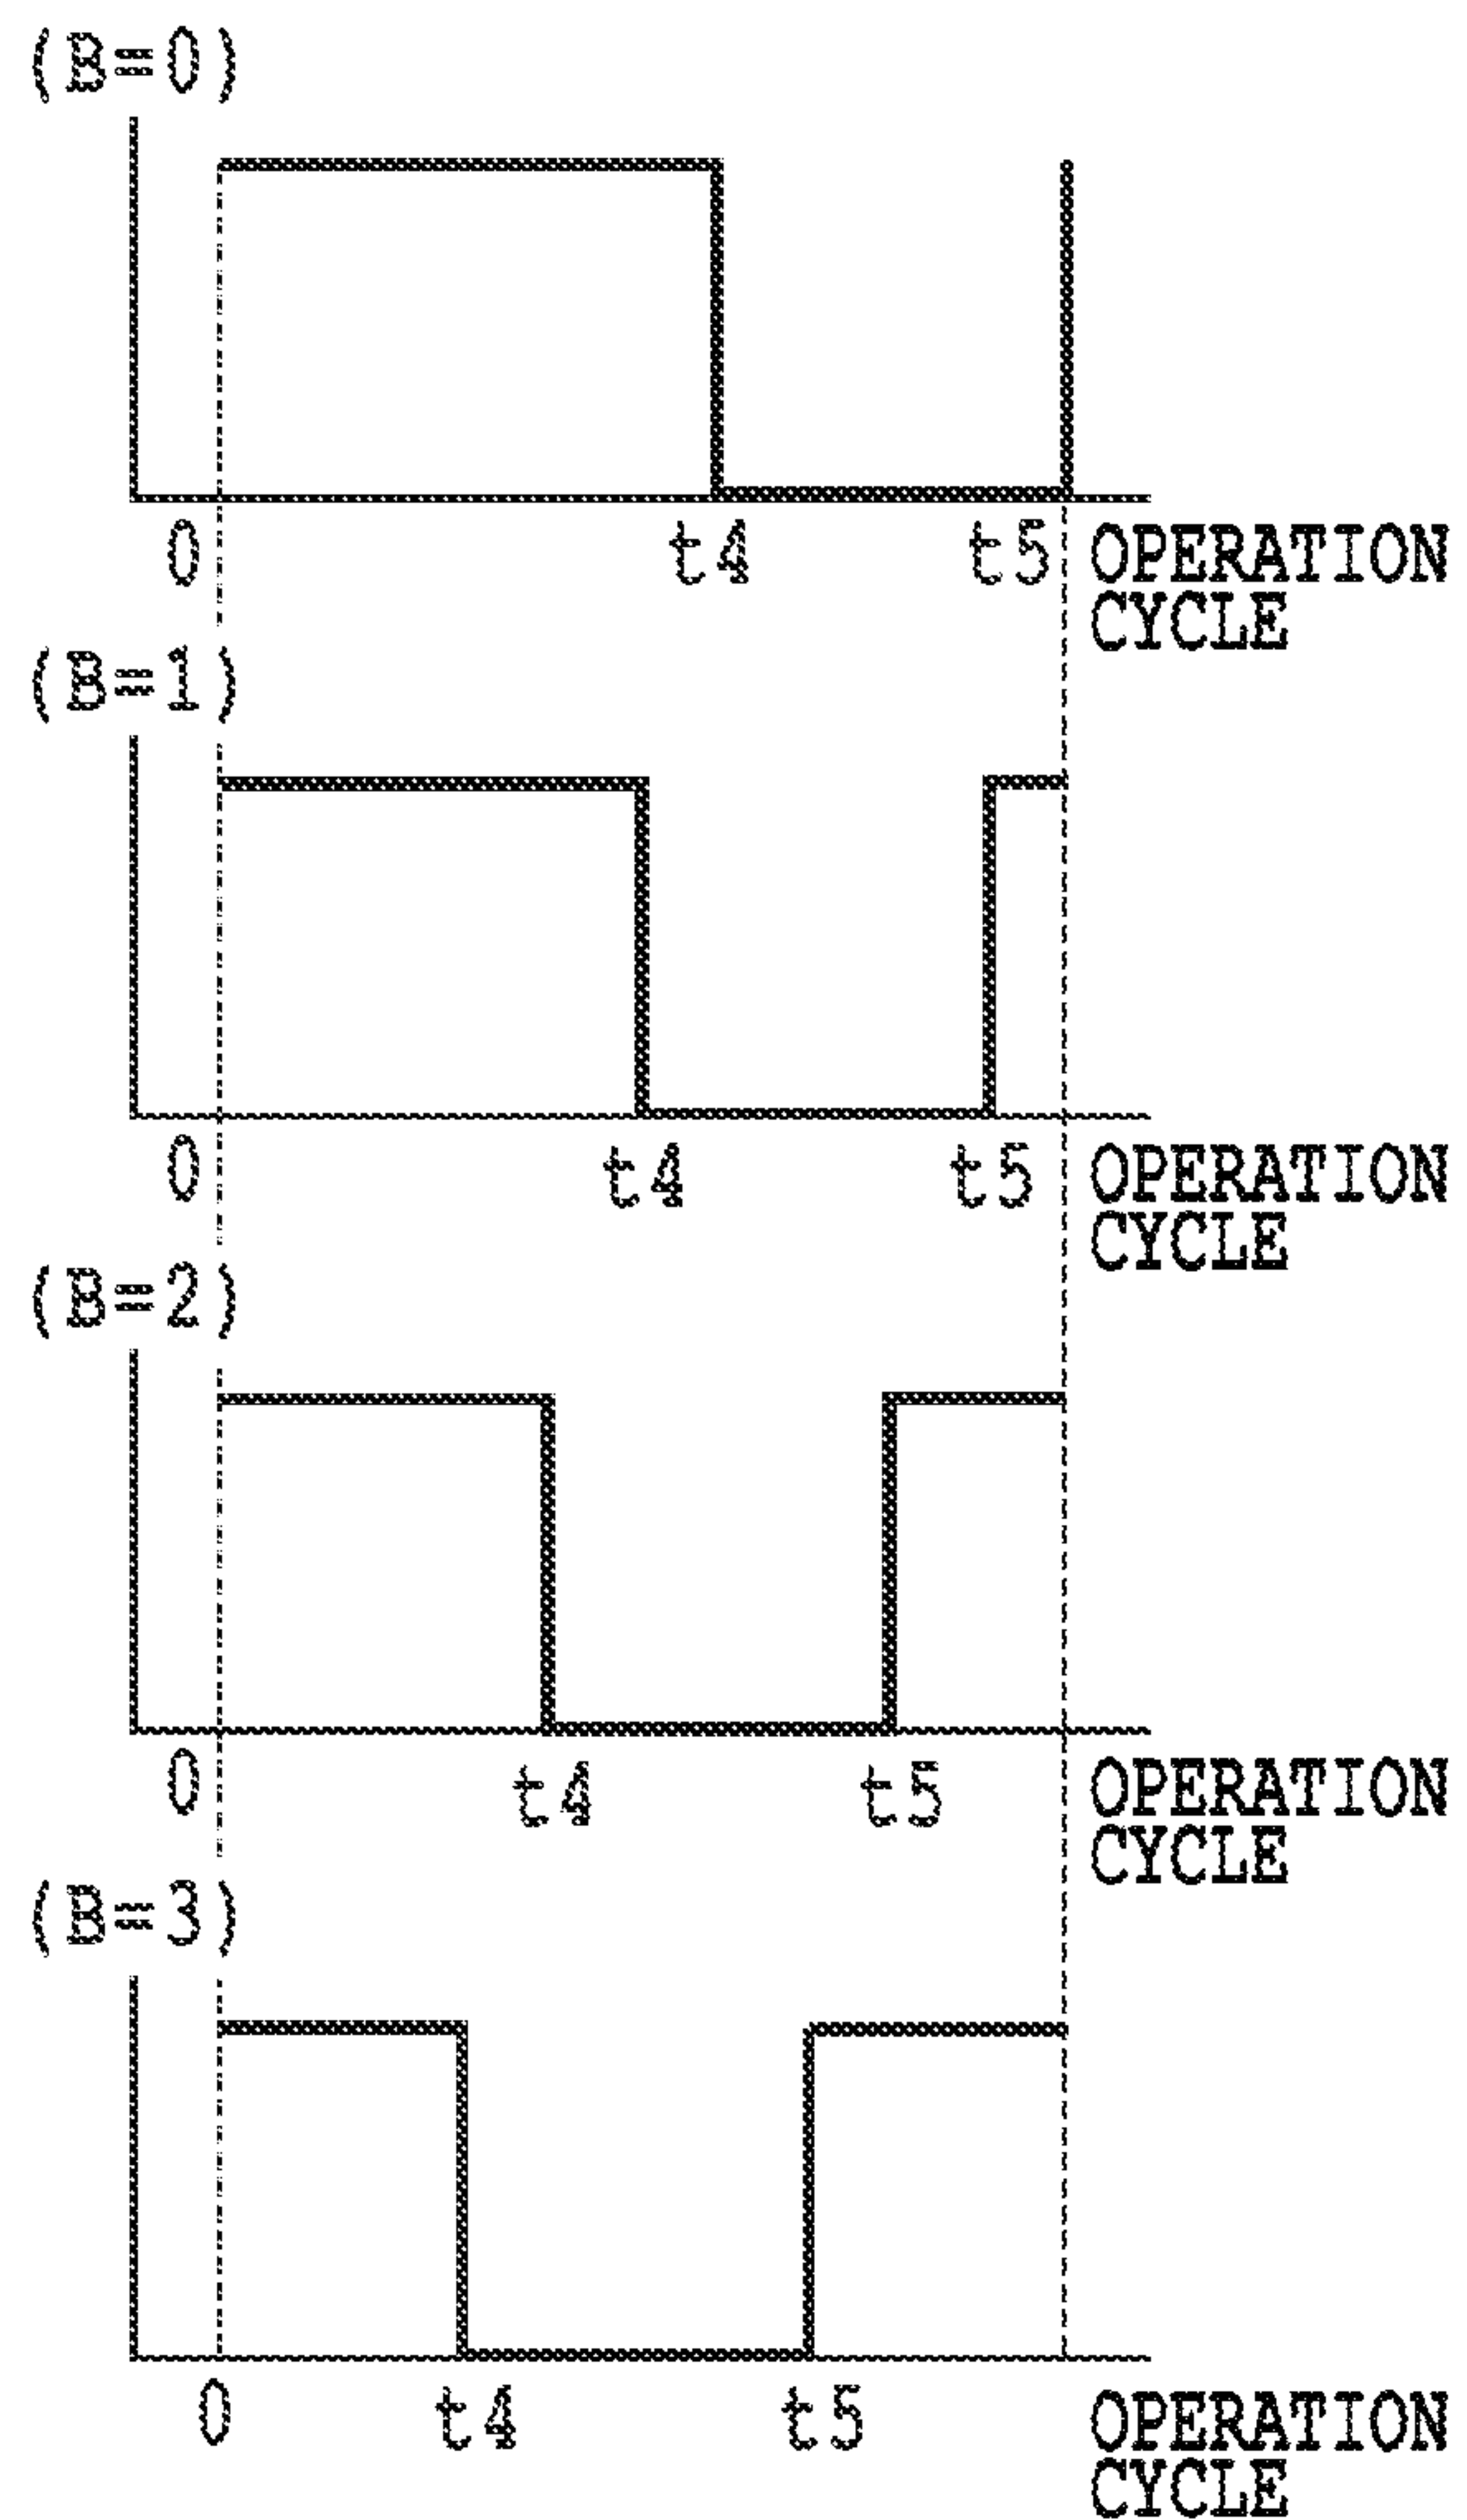 (B=0)
0 t4 t5 OPERATION
CYCLE
(B=1)
0 t4 t5 OPERATION
CYCLE
(B=2)
0 t4 t5 OPERATION
CYCLE
(B=3)
0 t4 t5 OPERATION
CYCLE